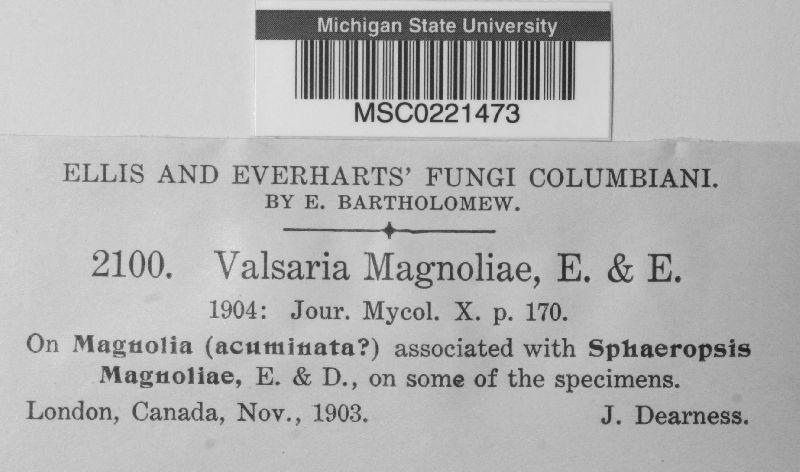 Michigan State University
MSC0221473
ELLIS AND EVERHARTS' FUNGI COLUMBIANI.
BY E. BARTHOLOMEW.
2100. Valsaria Magnoliae, E. & E.
1904: Jour. Mycol. X. p. 170.
On Magnolia (acuminata?) associated with Sphaeropsis
Magnoliae, E. & D., on some of the specimens.
London, Canada, Nov., 1903. J. Dearness.